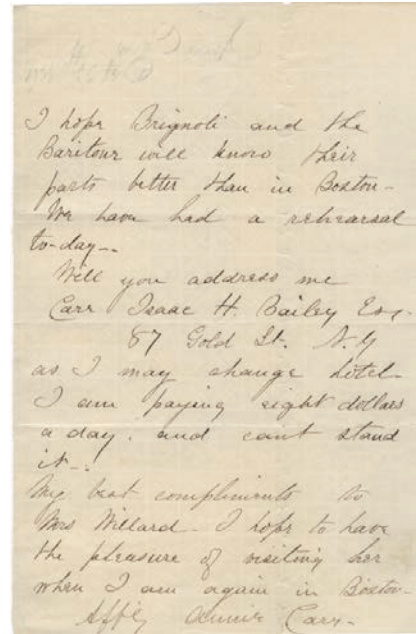 I hope Brignoli and the
Baritone will know their
parts better than in Boston-
We have had a rehearsal
to-day-.
Will you address me
Care Isaac H. Bailey Esq-
87 Gold St. N.Y
as I may change hotel-
I am paying eight dollars
a day. and can't stand
it-.
My best compliments to
Mrs Willard- I hope to have
the pleasure of visiting her
when I am again in Boston-
Affly Annie Cary-